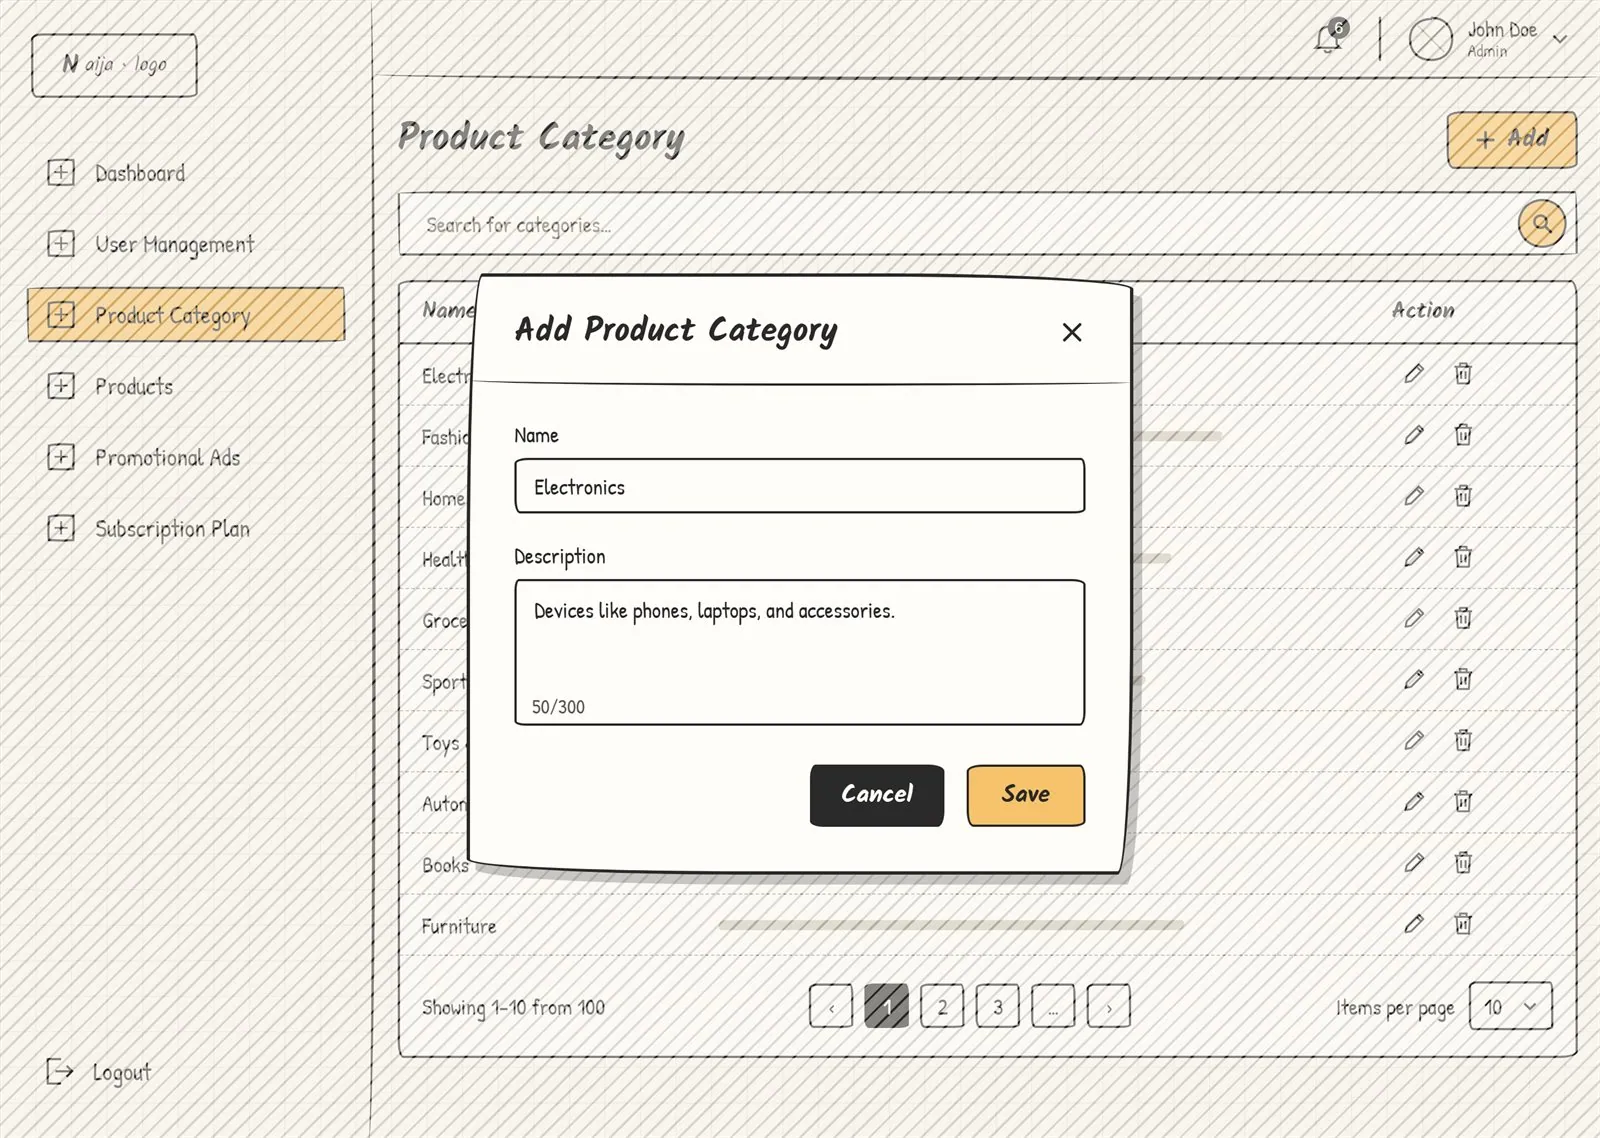 N aija · logo
6
John Doe
Admin
Dashboard
User Management
Product Category
Products
Promotional Ads
Subscription Plan
Logout
Product Category
+ Add
Search for categories...
Name
Action
Books
Furniture
Showing 1-10 from 100
‹ 1 2 3 ... ›
Items per page 10
Add Product Category
Name
Electronics
Description
Devices like phones, laptops, and accessories.
50/300
Cancel
Save